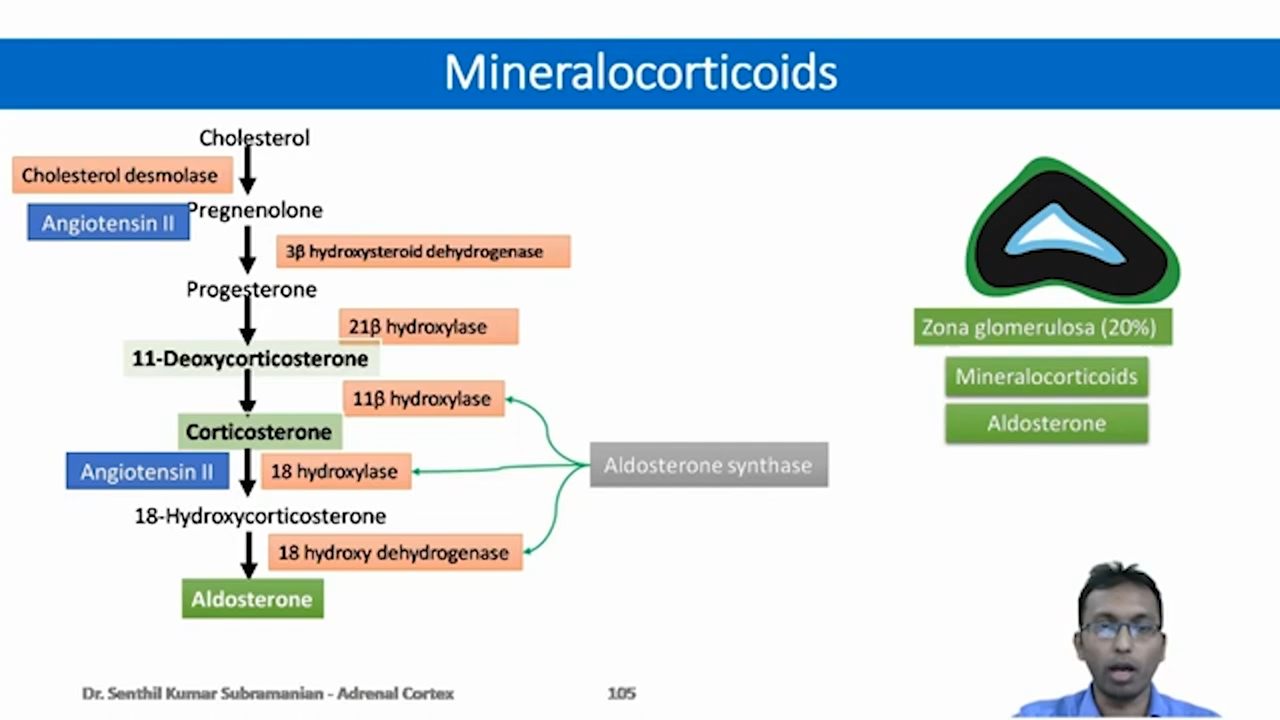 Mineralocorticoids
Cholesterol
Cholesterol desmolase
Angiotensin II
Pregnenolone
3β hydroxysteroid dehydrogenase
Progesterone
21β hydroxylase
11-Deoxycorticosterone
11β hydroxylase
Corticosterone
Angiotensin II
18 hydroxylase
Aldosterone synthase
18-Hydroxycorticosterone
18 hydroxy dehydrogenase
Aldosterone
Zona glomerulosa (20%)
Mineralocorticoids
Aldosterone
Dr. Senthil Kumar Subramanian - Adrenal Cortex
105